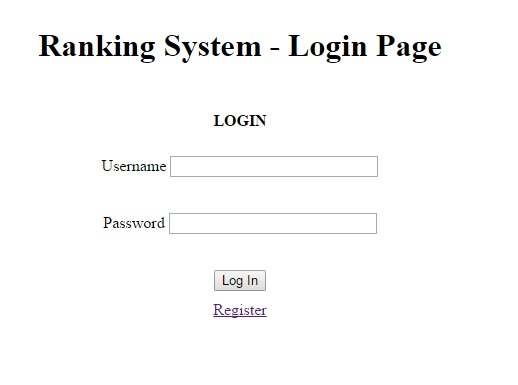 Ranking System - Login Page
LOGIN
Username
Password
Log In
Register